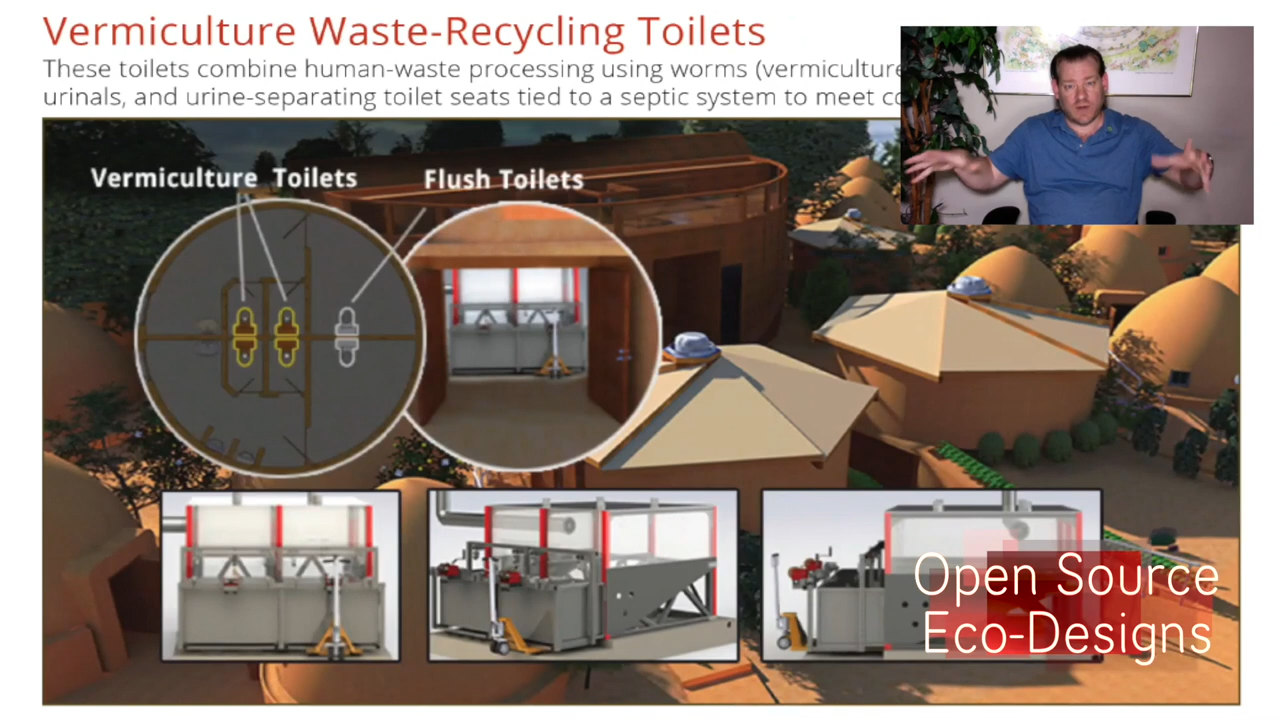 Vermiculture Waste-Recycling Toilets
These toilets combine human-waste processing using worms (vermiculture
urinals, and urine-separating toilet seats tied to a septic system to meet
Vermiculture Toilets
Flush Toilets
Open Source
Eco-Designs